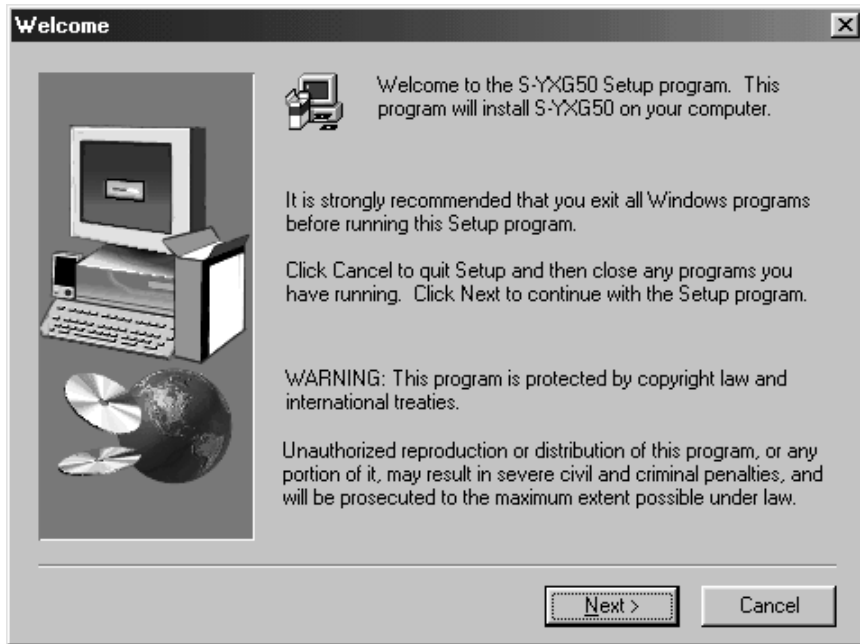 Welcome
Welcome to the S-YXG50 Setup program.  This
program will install S-YXG50 on your computer.
It is strongly recommended that you exit all Windows programs
before running this Setup program.
Click Cancel to quit Setup and then close any programs you
have running.  Click Next to continue with the Setup program.
WARNING: This program is protected by copyright law and
international treaties.
Unauthorized reproduction or distribution of this program, or any
portion of it, may result in severe civil and criminal penalties, and
will be prosecuted to the maximum extent possible under law.
Next >
Cancel